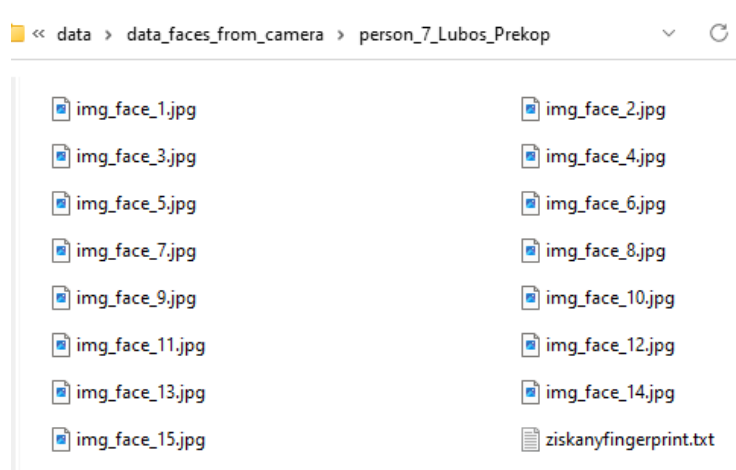 « data > data_faces_from_camera > person_7_Lubos_Prekop
img_face_1.jpg img_face_2.jpg
img_face_3.jpg img_face_4.jpg
img_face_5.jpg img_face_6.jpg
img_face_7.jpg img_face_8.jpg
img_face_9.jpg img_face_10.jpg
img_face_11.jpg img_face_12.jpg
img_face_13.jpg img_face_14.jpg
img_face_15.jpg ziskanyfingerprint.txt